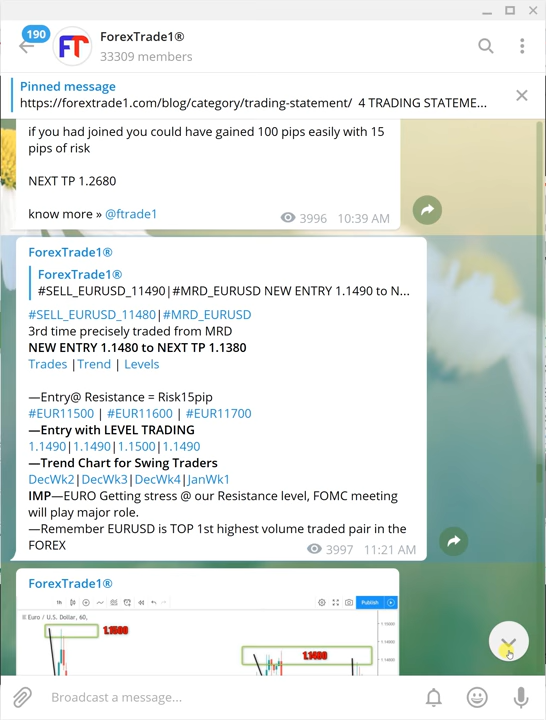 190
FT
ForexTrade1®
33309 members
Pinned message
https://forextrade1.com/blog/category/trading-statement/ 4 TRADING STATEME...
if you had joined you could have gained 100 pips easily with 15
pips of risk
NEXT TP 1.2680
know more » @ftrade1
3996 10:39 AM
ForexTrade1®
ForexTrade1®
#SELL_EURUSD_11490|#MRD_EURUSD NEW ENTRY 1.1490 to N...
#SELL_EURUSD_11480|#MRD_EURUSD
3rd time precisely traded from MRD
NEW ENTRY 1.1480 to NEXT TP 1.1380
Trades |Trend | Levels
—Entry@ Resistance = Risk15pip
#EUR11500 | #EUR11600 | #EUR11700
—Entry with LEVEL TRADING
1.1490|1.1490|1.1500|1.1490
—Trend Chart for Swing Traders
DecWk2|DecWk3|DecWk4|JanWk1
IMP—EURO Getting stress @ our Resistance level, FOMC meeting
will play major role.
—Remember EURUSD is TOP 1st highest volume traded pair in the
FOREX
3997 11:21 AM
ForexTrade1®
Publish
Euro / U.S. Dollar, 60,
1.1500
Broadcast a message...